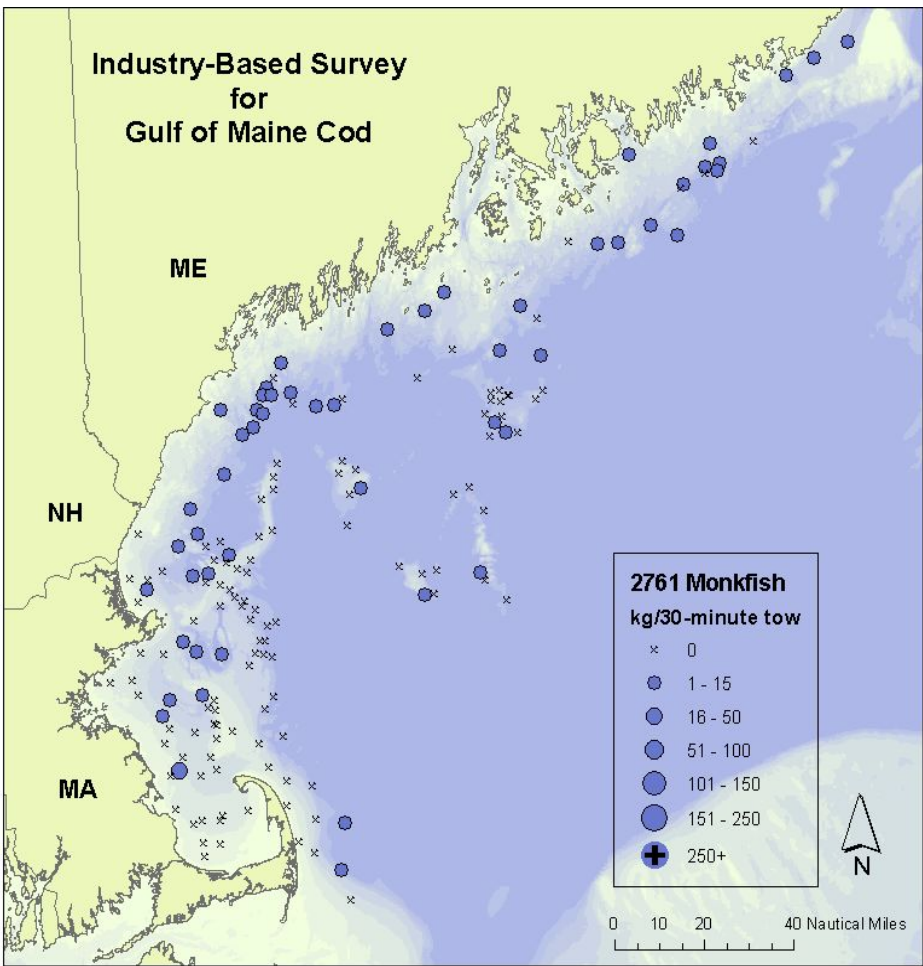 Industry-Based Survey
for
Gulf of Maine Cod
ME
NH
MA
2761 Monkfish
kg/30-minute tow
0
1 - 15
16 - 50
51 - 100
101 - 150
151 - 250
250+
N
0 10 20 40 Nautical Miles